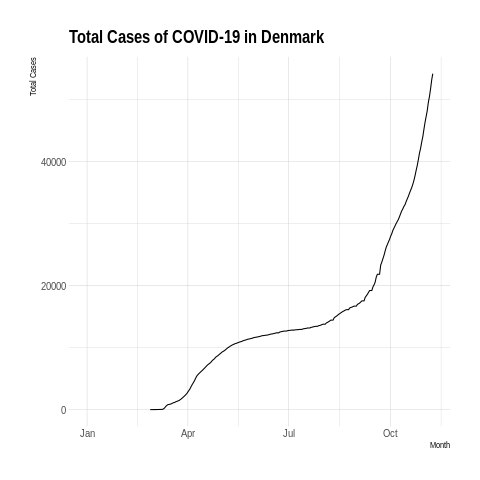 Total Cases of COVID-19 in Denmark
Total Cases
40000
20000
0
Jan Apr Jul Oct
Month